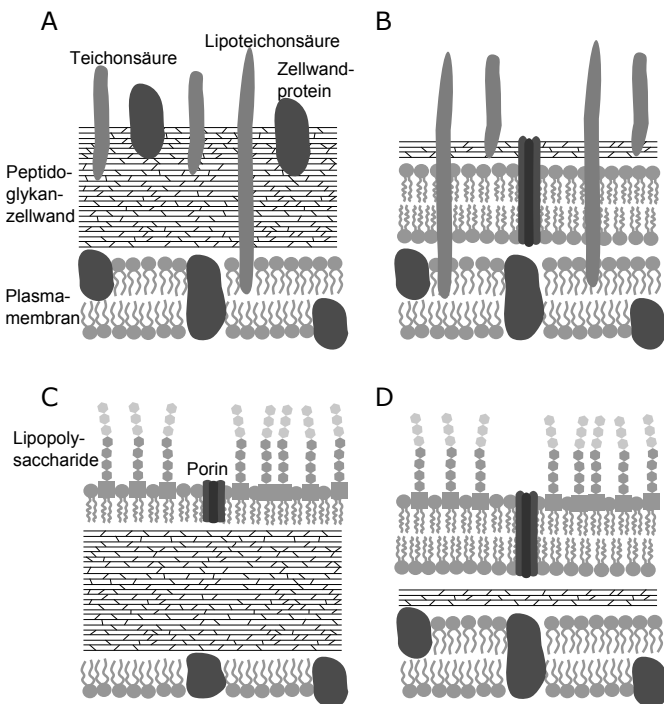 A
B
Lipoteichonsäure
Teichonsäure
Zellwand-
protein
Peptido-
glykan-
zellwand
Plasma-
membran
C
D
Lipopoly-
saccharide
Porin